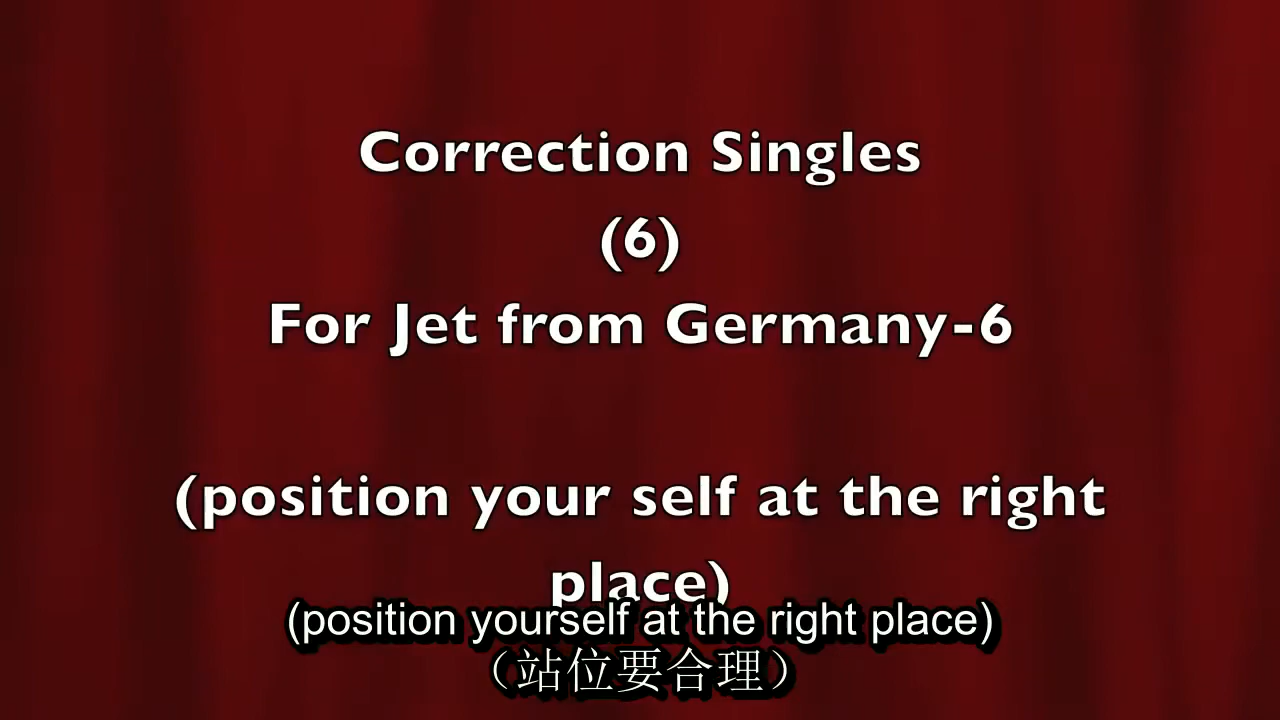 Correction Singles
(6)
For Jet from Germany-6
(position your self at the right
place)
(position yourself at the right place)
（站位要合理）